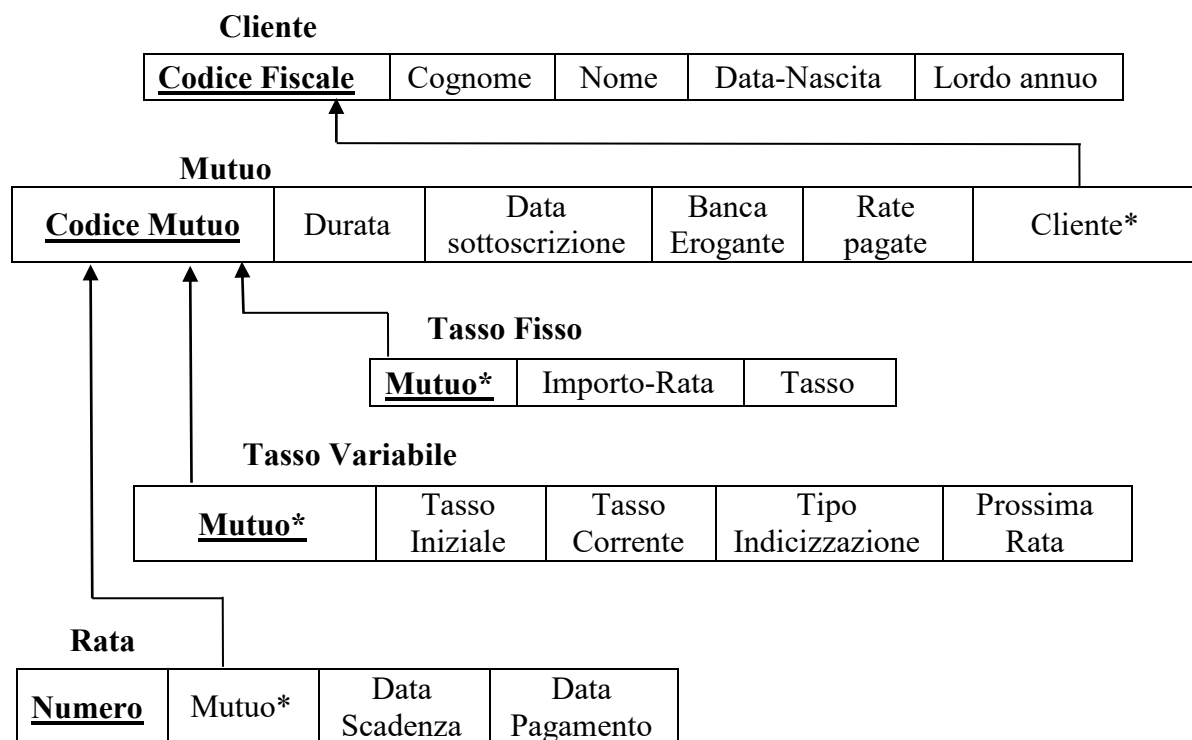 Cliente
Codice Fiscale Cognome Nome Data-Nascita Lordo annuo
Mutuo
Codice Mutuo Durata Data sottoscrizione Banca Erogante Rate pagate Cliente*
Tasso Fisso
Mutuo* Importo-Rata Tasso
Tasso Variabile
Mutuo* Tasso Iniziale Tasso Corrente Tipo Indicizzazione Prossima Rata
Rata
Numero Mutuo* Data Scadenza Data Pagamento